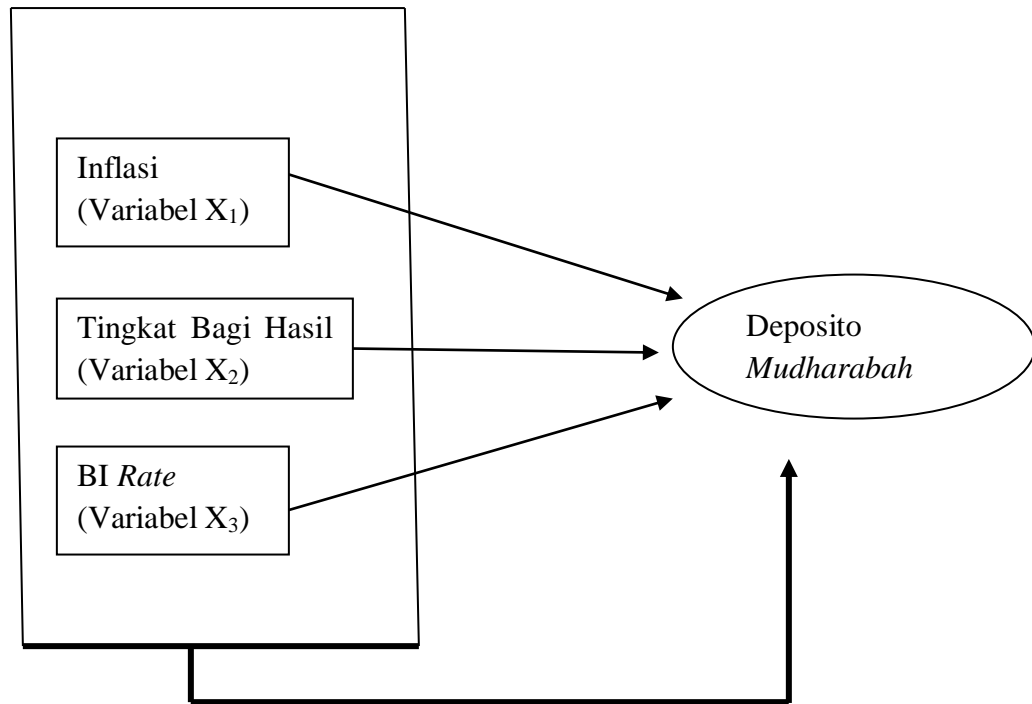 Inflasi
(Variabel X₁)
Tingkat Bagi Hasil
(Variabel X₂)
BI Rate
(Variabel X₃)
Deposito
Mudharabah